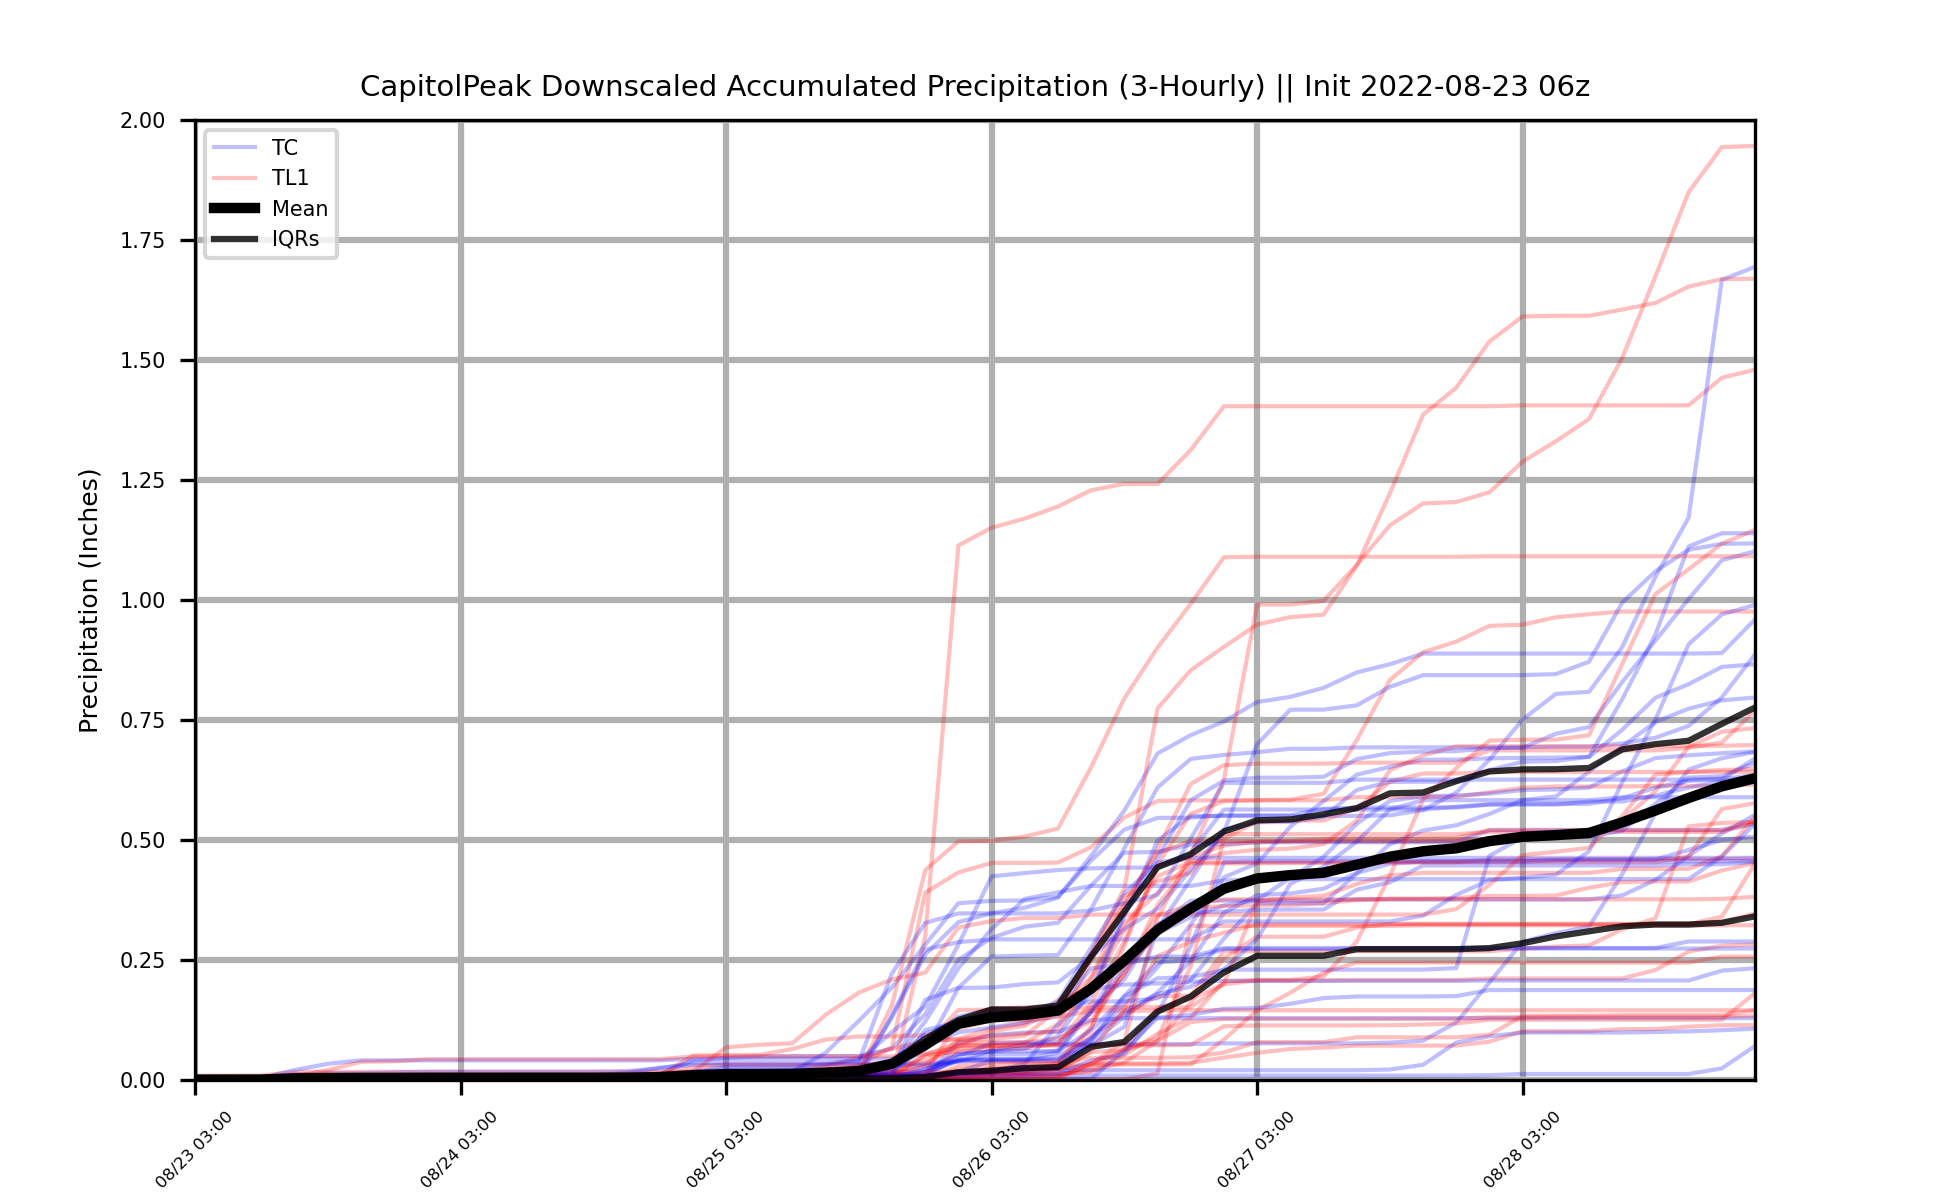 CapitolPeak Downscaled Accumulated Precipitation (3-Hourly) || Init 2022-08-23 06z
Precipitation (Inches)
2.00
1.75
1.50
1.25
1.00
0.75
0.50
0.25
0.00
TC
TL1
Mean
IQRs
08/23 03:00
08/24 03:00
08/25 03:00
08/26 03:00
08/27 03:00
08/28 03:00